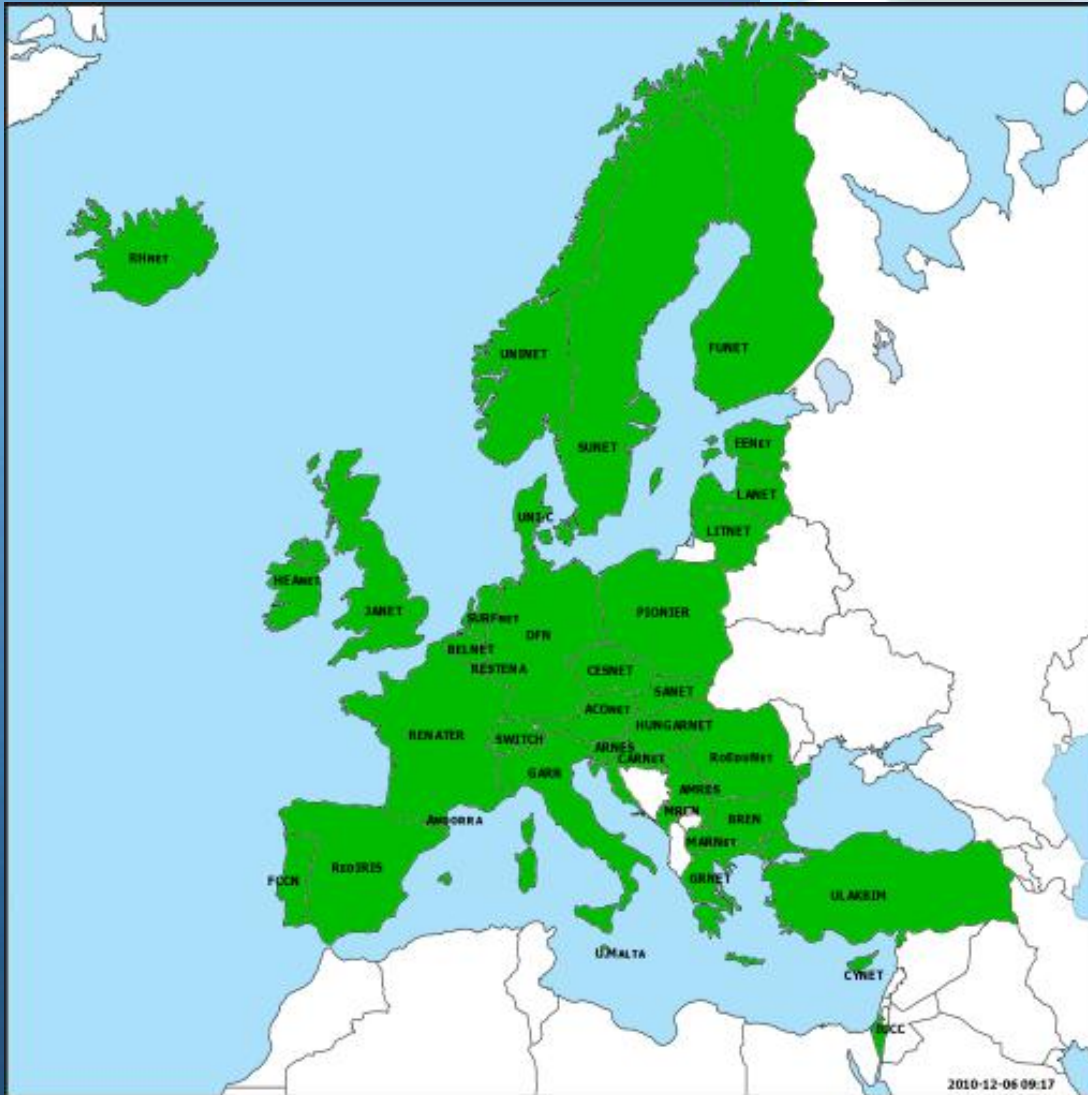 RHNET
UNINET
FUNET
SUNET
EENET
LANET
LITNET
UNI·C
HEANET
JANET
SURFNET
DFN
PIONIER
BELNET
RESTENA
CESNET
SANET
ACONET
HUNGARNET
RENATER
SWITCH
ARNES
CARNET
ROEDUNET
GARR
AMRES
MREN
BREN
ANDORRA
MARNET
FCCN
REDIRIS
GRNET
ULAKBIM
U.MALTA
CYNET
IUCC
2010-12-06 09:17